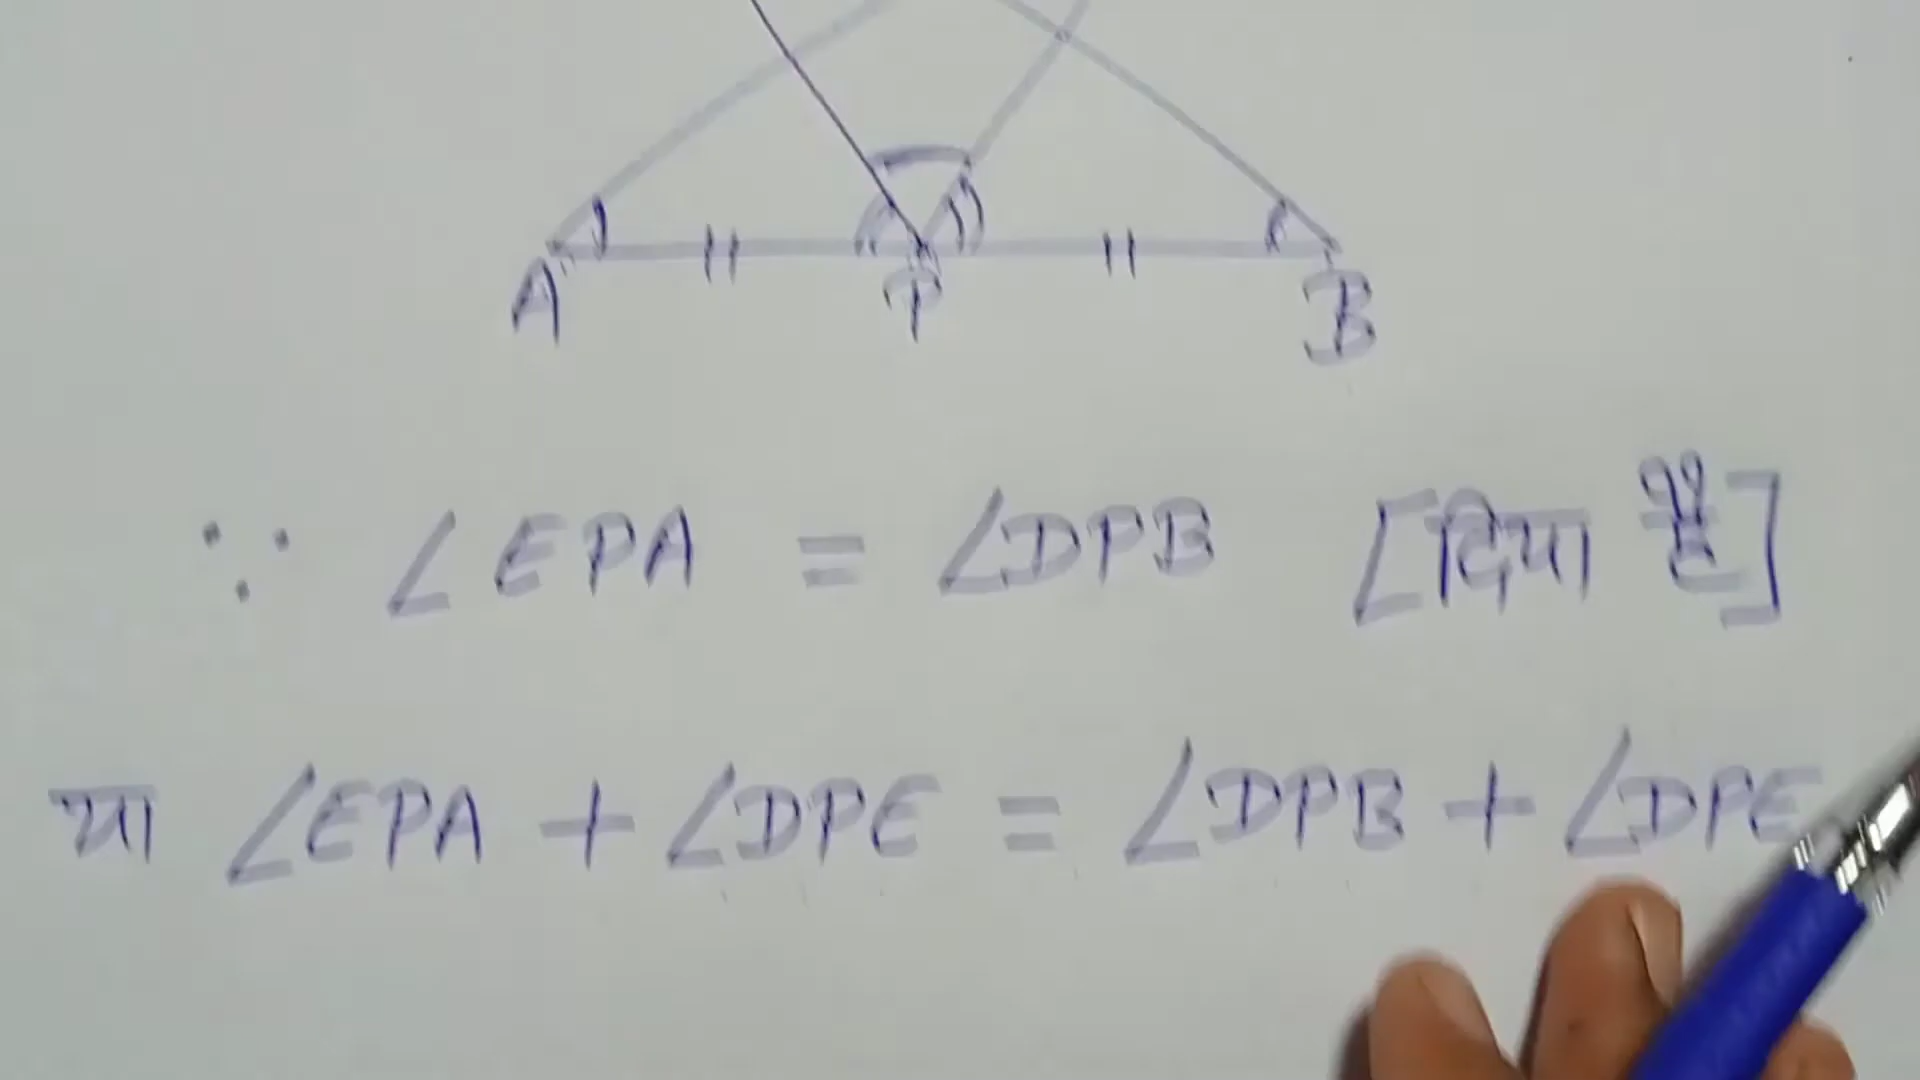 A P B
∵ ∠EPA = ∠DPB [दिया है]
या ∠EPA + ∠DPE = ∠DPB + ∠DPE